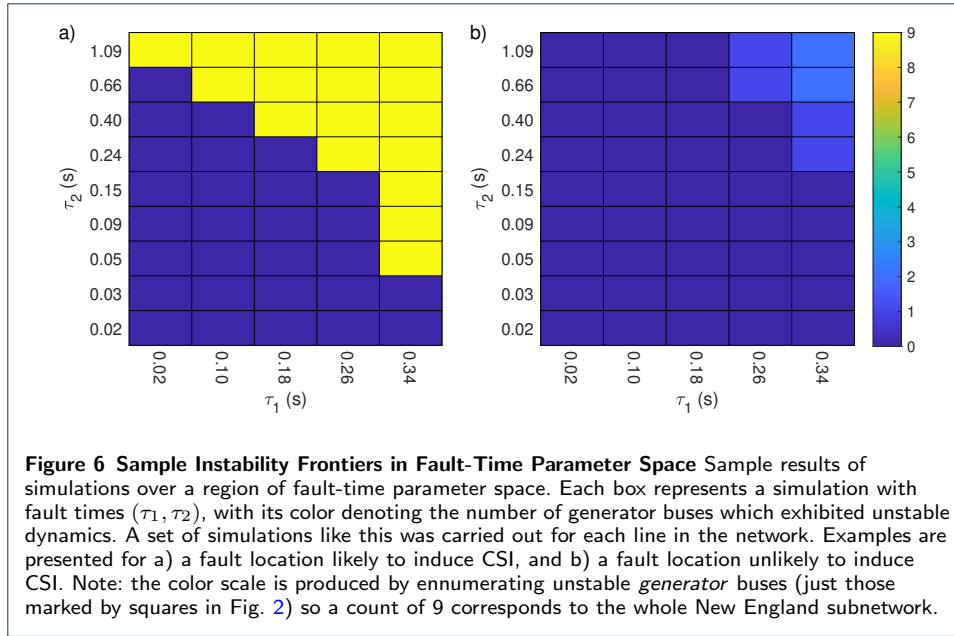 a)
1.09
0.66
0.40
0.24
0.15
0.09
0.05
0.03
0.02
τ2 (s)
0.02 0.10 0.18 0.26 0.34
τ1 (s)
b)
1.09
0.66
0.40
0.24
0.15
0.09
0.05
0.03
0.02
τ2 (s)
0.02 0.10 0.18 0.26 0.34
τ1 (s)
9
8
7
6
5
4
3
2
1
0
Figure 6 Sample Instability Frontiers in Fault-Time Parameter Space Sample results of
simulations over a region of fault-time parameter space. Each box represents a simulation with
fault times (τ1, τ2), with its color denoting the number of generator buses which exhibited unstable
dynamics. A set of simulations like this was carried out for each line in the network. Examples are
presented for a) a fault location likely to induce CSI, and b) a fault location unlikely to induce
CSI. Note: the color scale is produced by ennumerating unstable generator buses (just those
marked by squares in Fig. 2) so a count of 9 corresponds to the whole New England subnetwork.